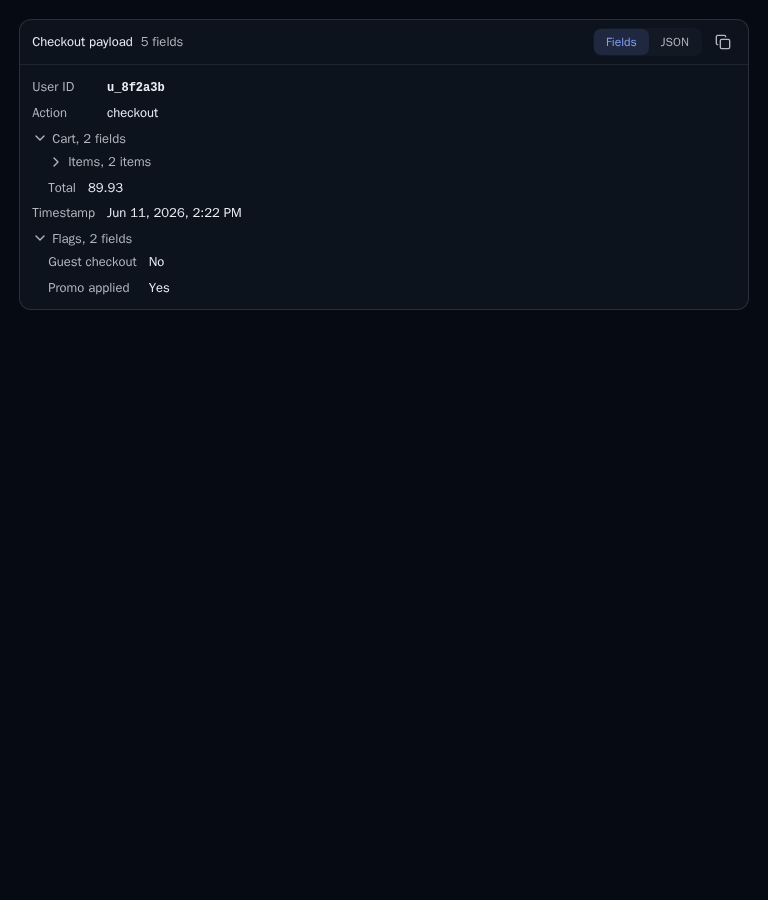 Checkout payload 5 fields Fields JSON
User ID u_8f2a3b
Action checkout
Cart, 2 fields
Items, 2 items
Total 89.93
Timestamp Jun 11, 2026, 2:22 PM
Flags, 2 fields
Guest checkout No
Promo applied Yes